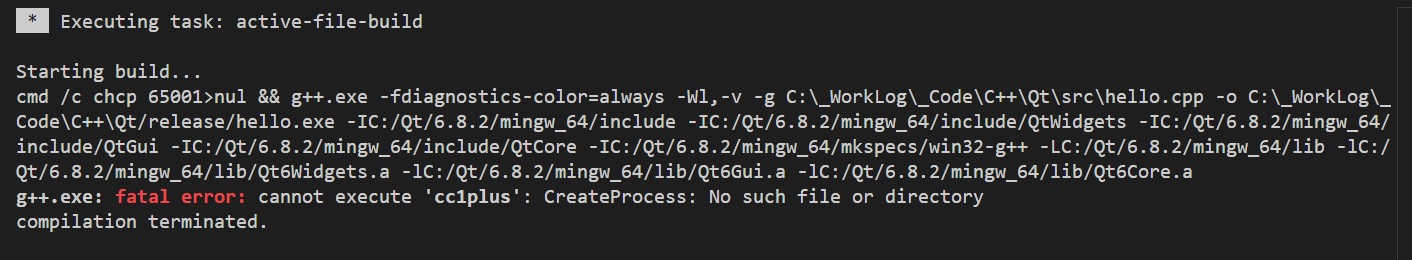 * Executing task: active-file-build
Starting build...
cmd /c chcp 65001>nul && g++.exe -fdiagnostics-color=always -Wl,-v -g C:\_WorkLog\_Code\C++\Qt\src\hello.cpp -o C:\_WorkLog\_
Code\C++\Qt/release/hello.exe -IC:/Qt/6.8.2/mingw_64/include -IC:/Qt/6.8.2/mingw_64/include/QtWidgets -IC:/Qt/6.8.2/mingw_64/
include/QtGui -IC:/Qt/6.8.2/mingw_64/include/QtCore -IC:/Qt/6.8.2/mingw_64/mkspecs/win32-g++ -LC:/Qt/6.8.2/mingw_64/lib -lC:/
Qt/6.8.2/mingw_64/lib/Qt6Widgets.a -lC:/Qt/6.8.2/mingw_64/lib/Qt6Gui.a -lC:/Qt/6.8.2/mingw_64/lib/Qt6Core.a
g++.exe: fatal error: cannot execute 'cc1plus': CreateProcess: No such file or directory
compilation terminated.